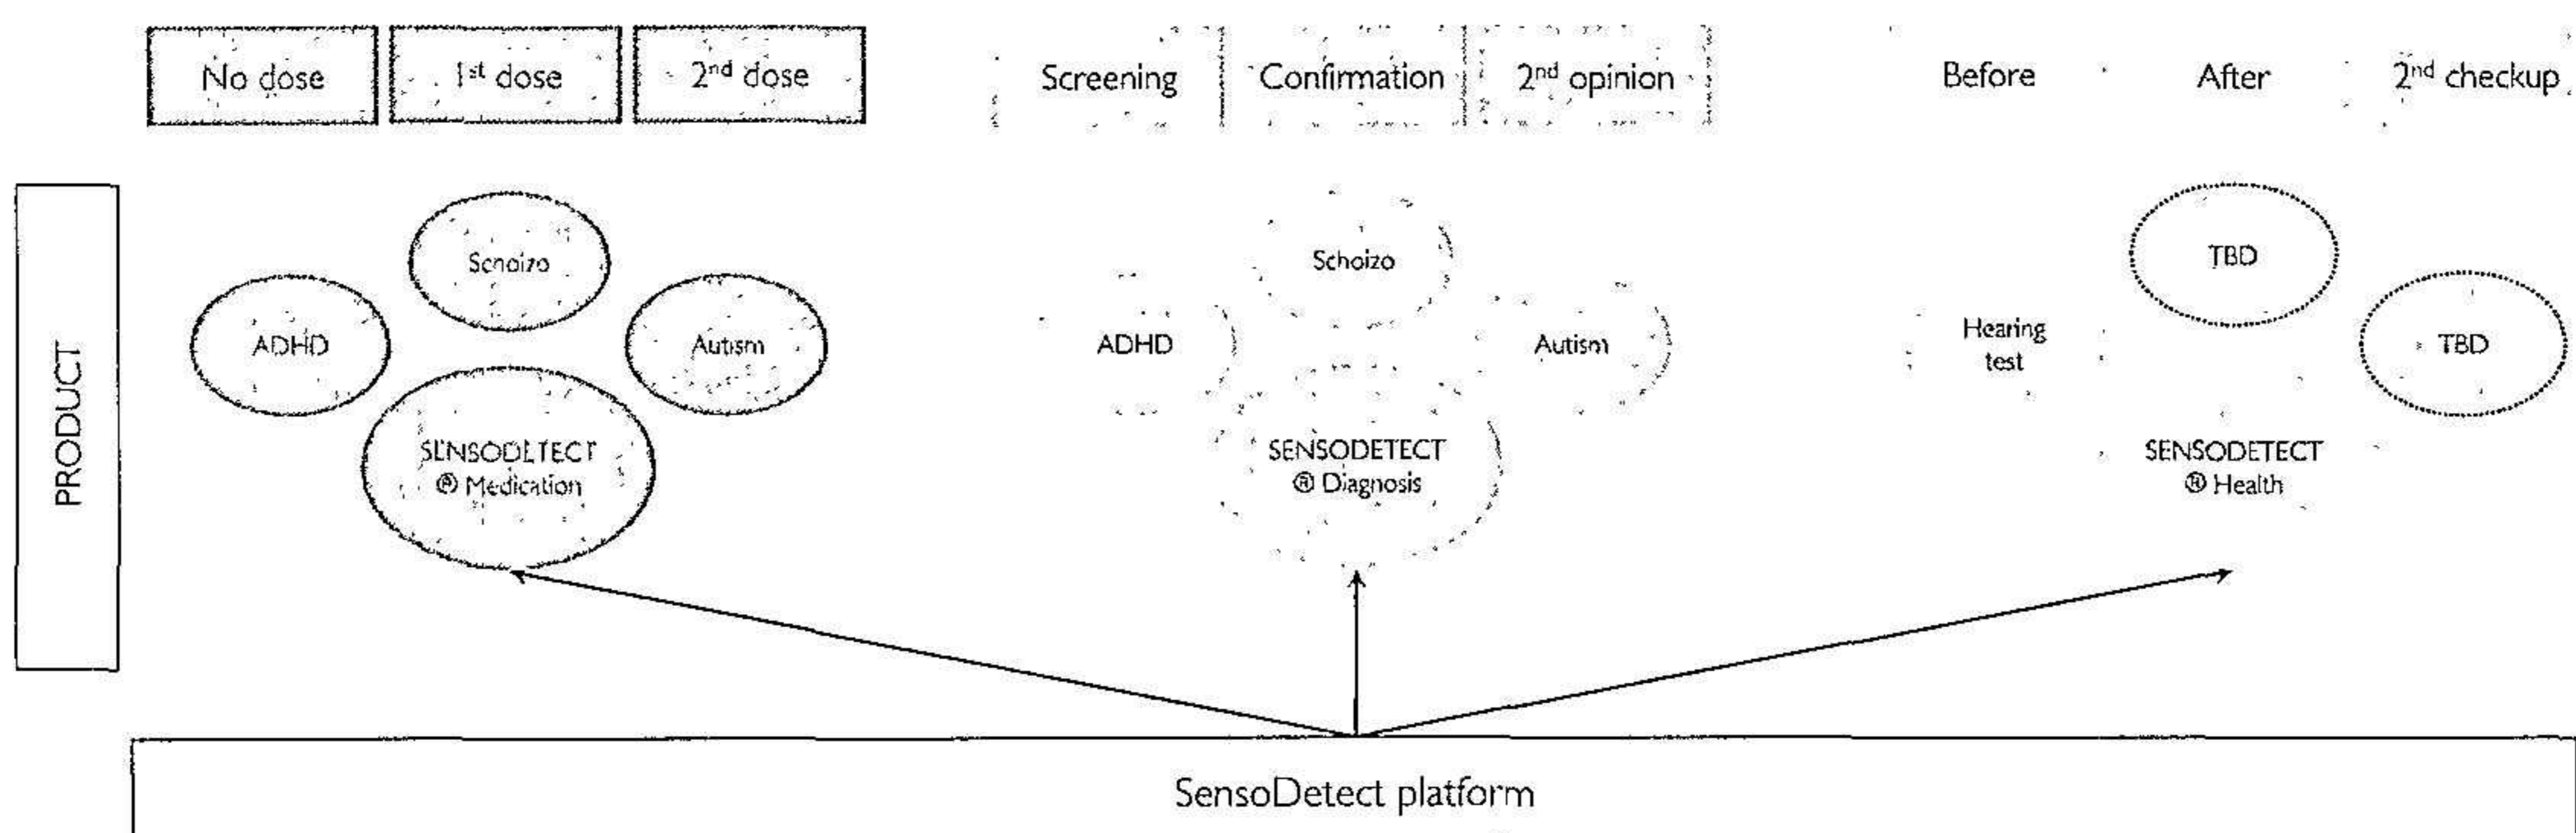 No dose
1st dose
2nd dose
Screening
Confirmation
2nd opinion
Before
After
2nd checkup
PRODUCT
ADHD
Schoizo
Autism
SENSODETECT
® Medication
ADHD
Schoizo
Autism
SENSODETECT
® Diagnosis
Hearing
test
TBD
TBD
SENSODETECT
® Health
SensoDetect platform